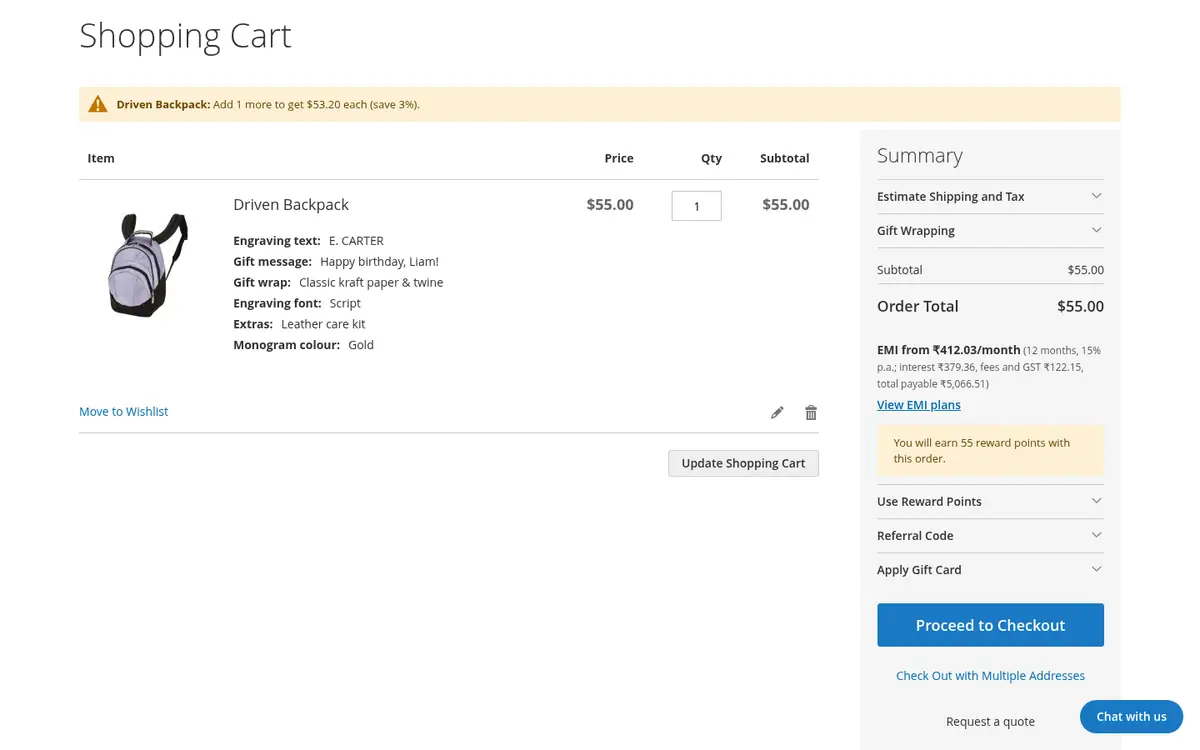 Shopping Cart
Driven Backpack: Add 1 more to get $53.20 each (save 3%).
Item Price Qty Subtotal
Driven Backpack $55.00 1 $55.00
Engraving text: E. CARTER
Gift message: Happy birthday, Liam!
Gift wrap: Classic kraft paper & twine
Engraving font: Script
Extras: Leather care kit
Monogram colour: Gold
Move to Wishlist
Update Shopping Cart
Summary
Estimate Shipping and Tax
Gift Wrapping
Subtotal $55.00
Order Total $55.00
EMI from ₹412.03/month (12 months, 15%
p.a.; interest ₹379.36, fees and GST ₹122.15,
total payable ₹5,066.51)
View EMI plans
You will earn 55 reward points with
this order.
Use Reward Points
Referral Code
Apply Gift Card
Proceed to Checkout
Check Out with Multiple Addresses
Request a quote
Chat with us